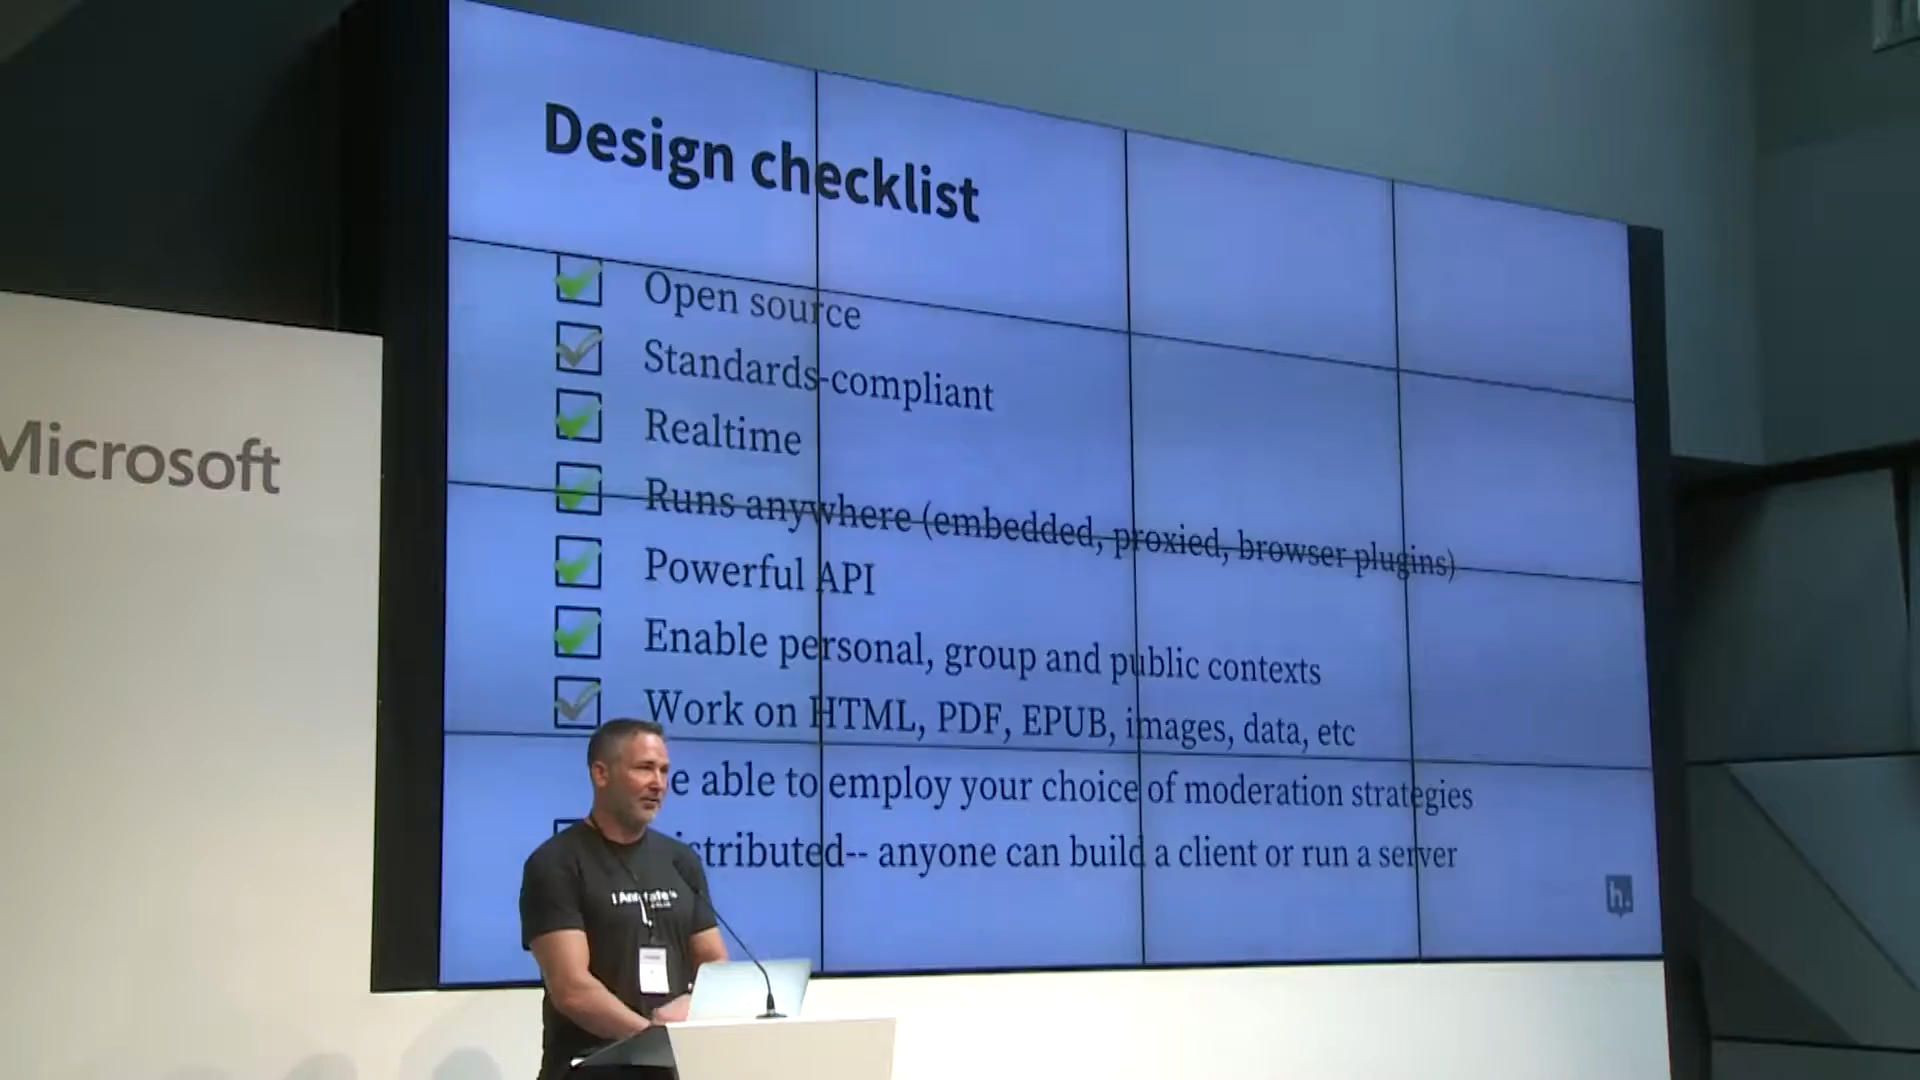 Design checklist
Open source
Standards-compliant
Realtime
Runs anywhere (embedded, proxied, browser plugins)
Powerful API
Enable personal, group and public contexts
Work on HTML, PDF, EPUB, images, data, etc
e able to employ your choice of moderation strategies
stributed-- anyone can build a client or run a server
h.
Microsoft
I Annotate